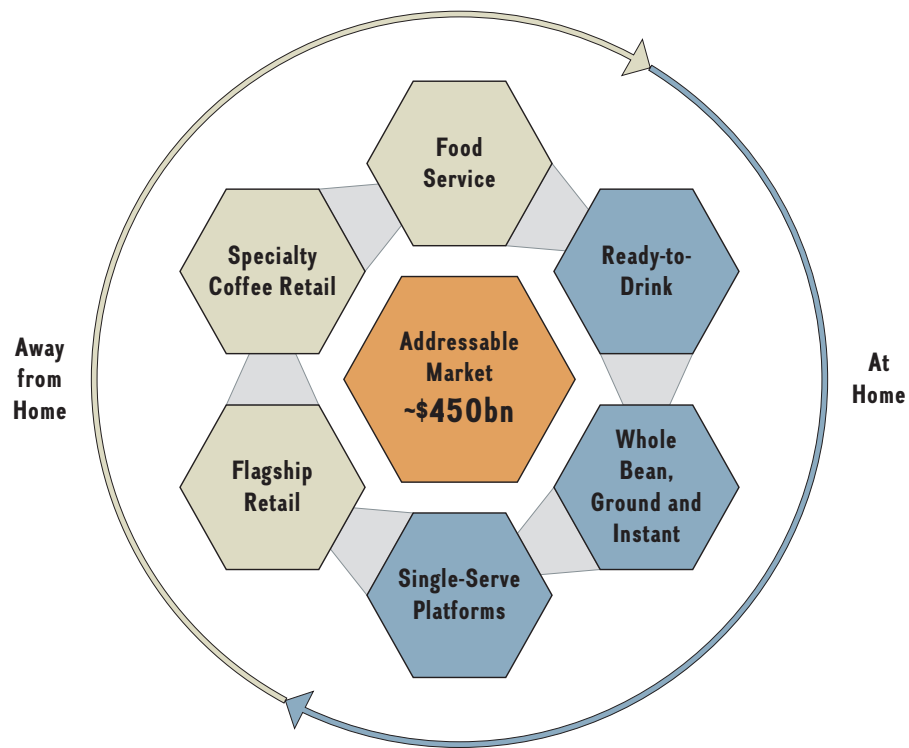 Food
Service
Specialty
Coffee Retail
Ready-to-
Drink
Addressable
Market
~$450bn
Away
from
Home
At
Home
Flagship
Retail
Whole
Bean,
Ground and
Instant
Single-Serve
Platforms